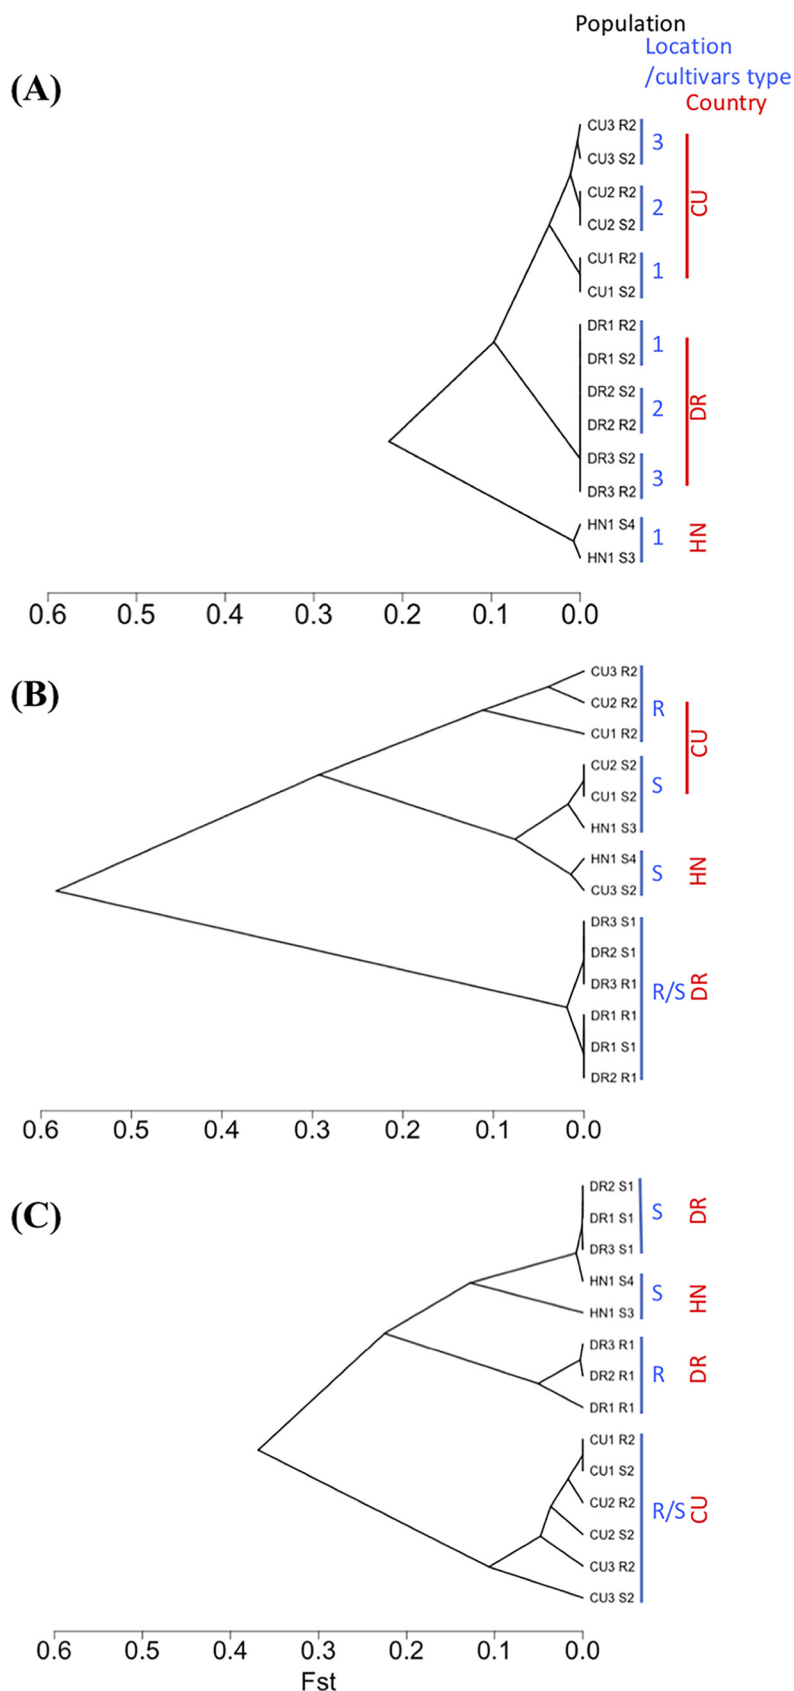 Population
Location
/cultivars type
Country
(A)
CU3 R2
CU3 S2
3
CU2 R2
CU2 S2
2
CU1 R2
CU1 S2
1
CU
DR1 R2
DR1 S2
1
DR2 S2
DR2 R2
2
DR3 S2
DR3 R2
3
DR
HN1 S4
HN1 S3
1
HN
0.6 0.5 0.4 0.3 0.2 0.1 0.0
(B)
CU3 R2
CU2 R2
CU1 R2
R
CU2 S2
CU1 S2
HN1 S3
S
CU
HN1 S4
CU3 S2
S
HN
DR3 S1
DR2 S1
DR3 R1
DR1 R1
DR1 S1
DR2 R1
R/S
DR
0.6 0.5 0.4 0.3 0.2 0.1 0.0
(C)
DR2 S1
DR1 S1
DR3 S1
S
DR
HN1 S4
HN1 S3
S
HN
DR3 R1
DR2 R1
DR1 R1
R
DR
CU1 R2
CU1 S2
CU2 R2
CU2 S2
CU3 R2
CU3 S2
R/S
CU
0.6 0.5 0.4 0.3 0.2 0.1 0.0
Fst